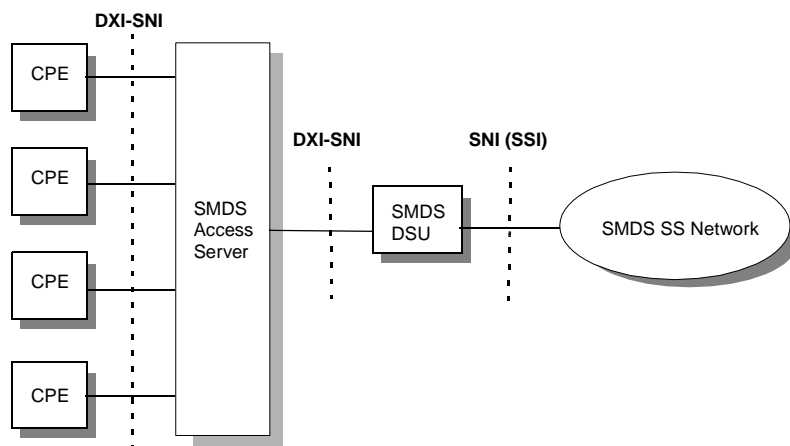 DXI-SNI
CPE
CPE
CPE
CPE
SMDS
Access
Server
DXI-SNI
SMDS
DSU
SNI (SSI)
SMDS SS Network